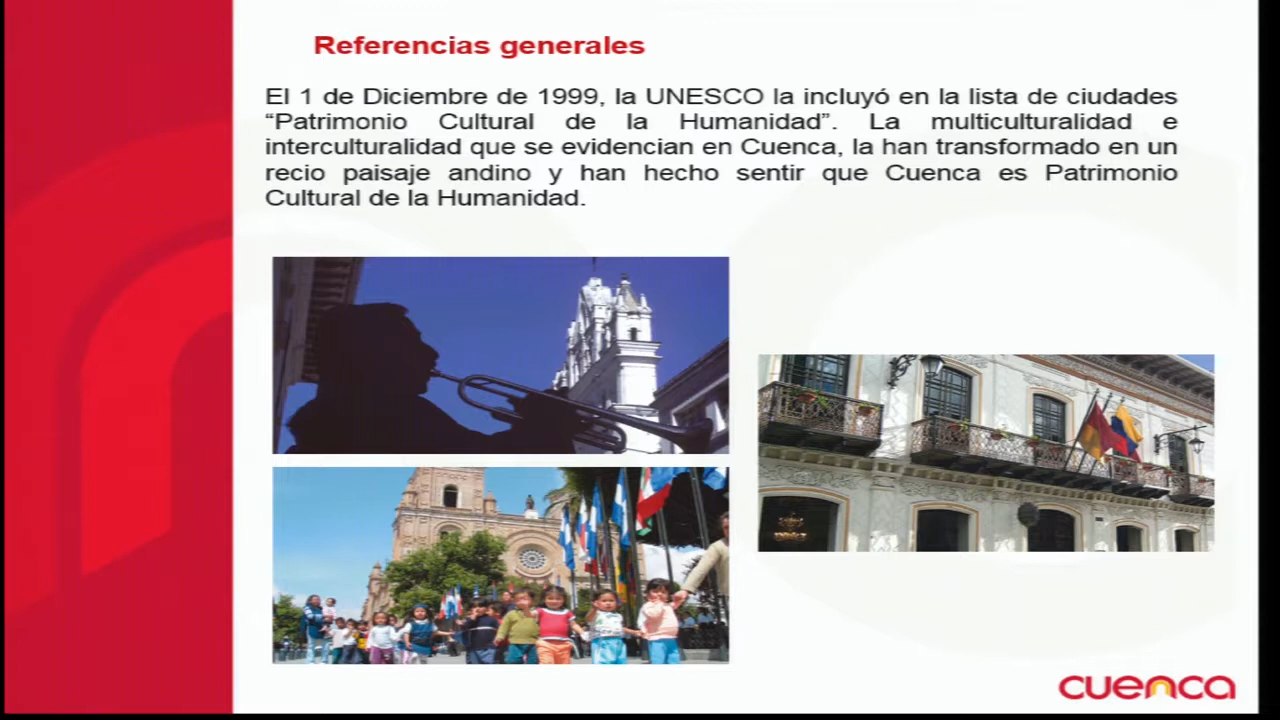 Referencias generales
El 1 de Diciembre de 1999, la UNESCO la incluyó en la lista de ciudades
“Patrimonio Cultural de la Humanidad”. La multiculturalidad e
interculturalidad que se evidencian en Cuenca, la han transformado en un
recio paisaje andino y han hecho sentir que Cuenca es Patrimonio
Cultural de la Humanidad.
cuenca